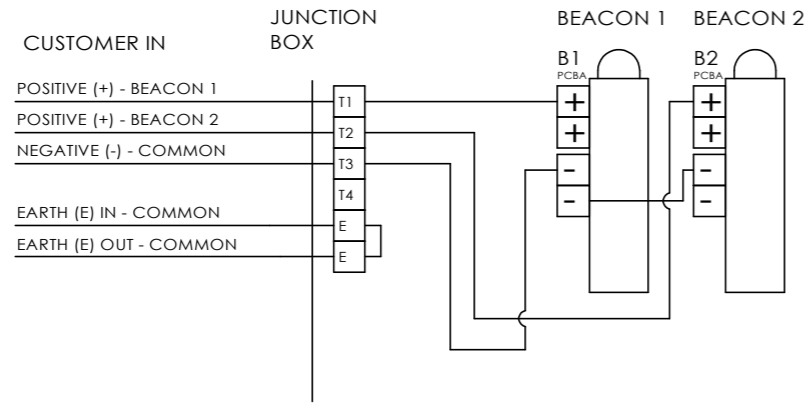 CUSTOMER IN
JUNCTION
BOX
BEACON 1
BEACON 2
B1
PCBA
B2
PCBA
POSITIVE (+) - BEACON 1
POSITIVE (+) - BEACON 2
NEGATIVE (-) - COMMON
EARTH (E) IN - COMMON
EARTH (E) OUT - COMMON
T1
T2
T3
T4
E
E
+
+
-
-
+
+
-
-